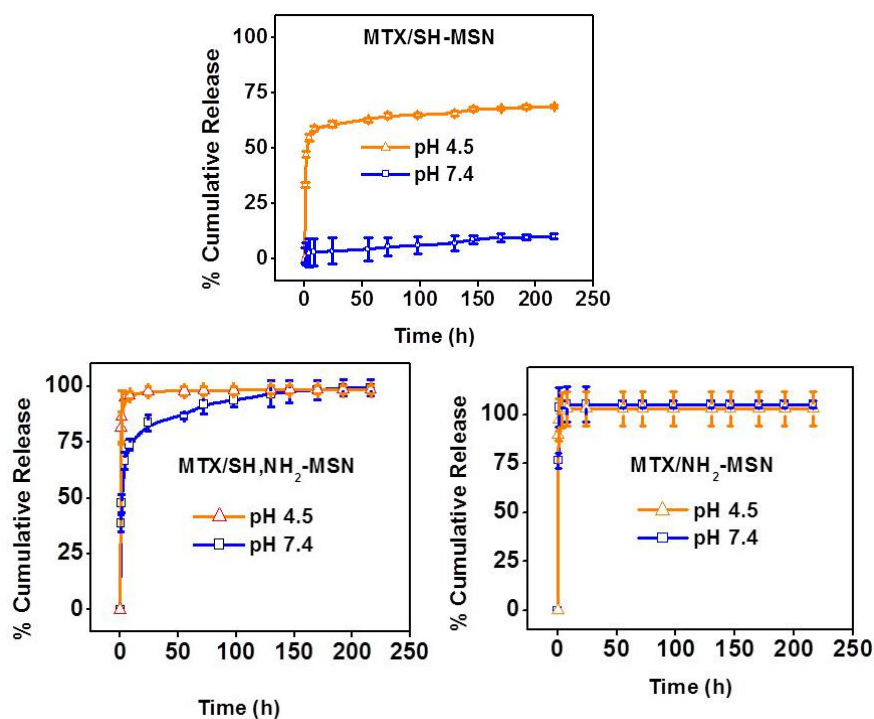 MTX/SH-MSN
% Cumulative Release
100
75
50
25
0
pH 4.5
pH 7.4
0 50 100 150 200 250
Time (h)
% Cumulative Release
100
75
50
25
0
MTX/SH,NH₂-MSN
pH 4.5
pH 7.4
0 50 100 150 200 250
Time (h)
% Cumulative Release
100
75
50
25
0
MTX/NH₂-MSN
pH 4.5
pH 7.4
0 50 100 150 200 250
Time (h)